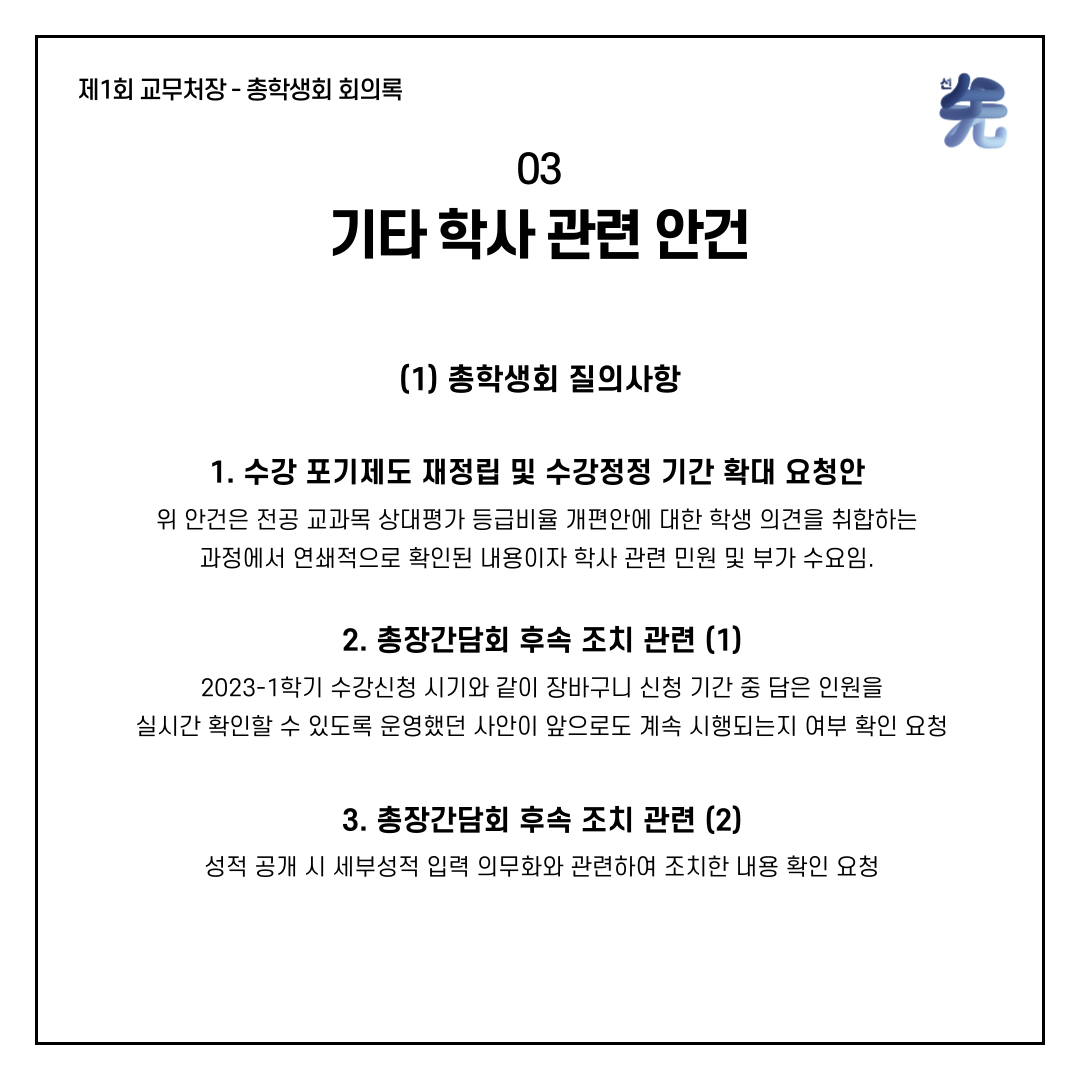 제1회 교무처장 - 총학생회 회의록
선
先
03
기타 학사 관련 안건
(1) 총학생회 질의사항
1. 수강 포기제도 재정립 및 수강정정 기간 확대 요청안
위 안건은 전공 교과목 상대평가 등급비율 개편안에 대한 학생 의견을 취합하는
과정에서 연쇄적으로 확인된 내용이자 학사 관련 민원 및 부가 수요임.
2. 총장간담회 후속 조치 관련 (1)
2023-1학기 수강신청 시기와 같이 장바구니 신청 기간 중 담은 인원을
실시간 확인할 수 있도록 운영했던 사안이 앞으로도 계속 시행되는지 여부 확인 요청
3. 총장간담회 후속 조치 관련 (2)
성적 공개 시 세부성적 입력 의무화와 관련하여 조치한 내용 확인 요청